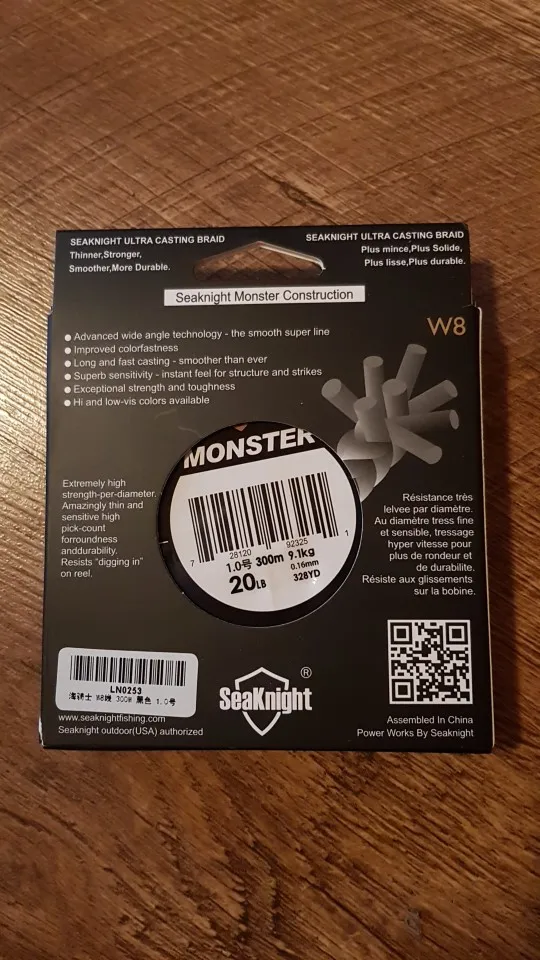 SEAKNIGHT ULTRA CASTING BRAID
Thinner,Stronger,
Smoother,More Durable.
SEAKNIGHT ULTRA CASTING BRAID
Plus mince,Plus Solide,
Plus lisse,Plus durable.
Seaknight Monster Construction
W8
Advanced wide angle technology - the smooth super line
Improved colorfastness
Long and fast casting - smoother than ever
Superb sensitivity - instant feel for structure and strikes
Exceptional strength and toughness
Hi and low-vis colors available
MONSTER
7 28120 92325 1
1.0号 300m 9.1kg
0.16mm
20LB 328YD
Extremely high
strength-per-diameter.
Amazingly thin and
sensitive high
pick-count
forroundness
anddurability.
Resists "digging in"
on reel.
Résistance très
lelvee par diamètre.
Au diamètre tress fine
et sensible, tressage
hyper vitesse pour
plus de rondeur et
de durabilite.
Résiste aux glissements
sur la bobine.
LN0253
海骑士 W8线 300m 黑色 1.0号
www.seaknightfishing.com
Seaknight outdoor(USA) authorized
SeaKnight ®
Assembled In China
Power Works By Seaknight